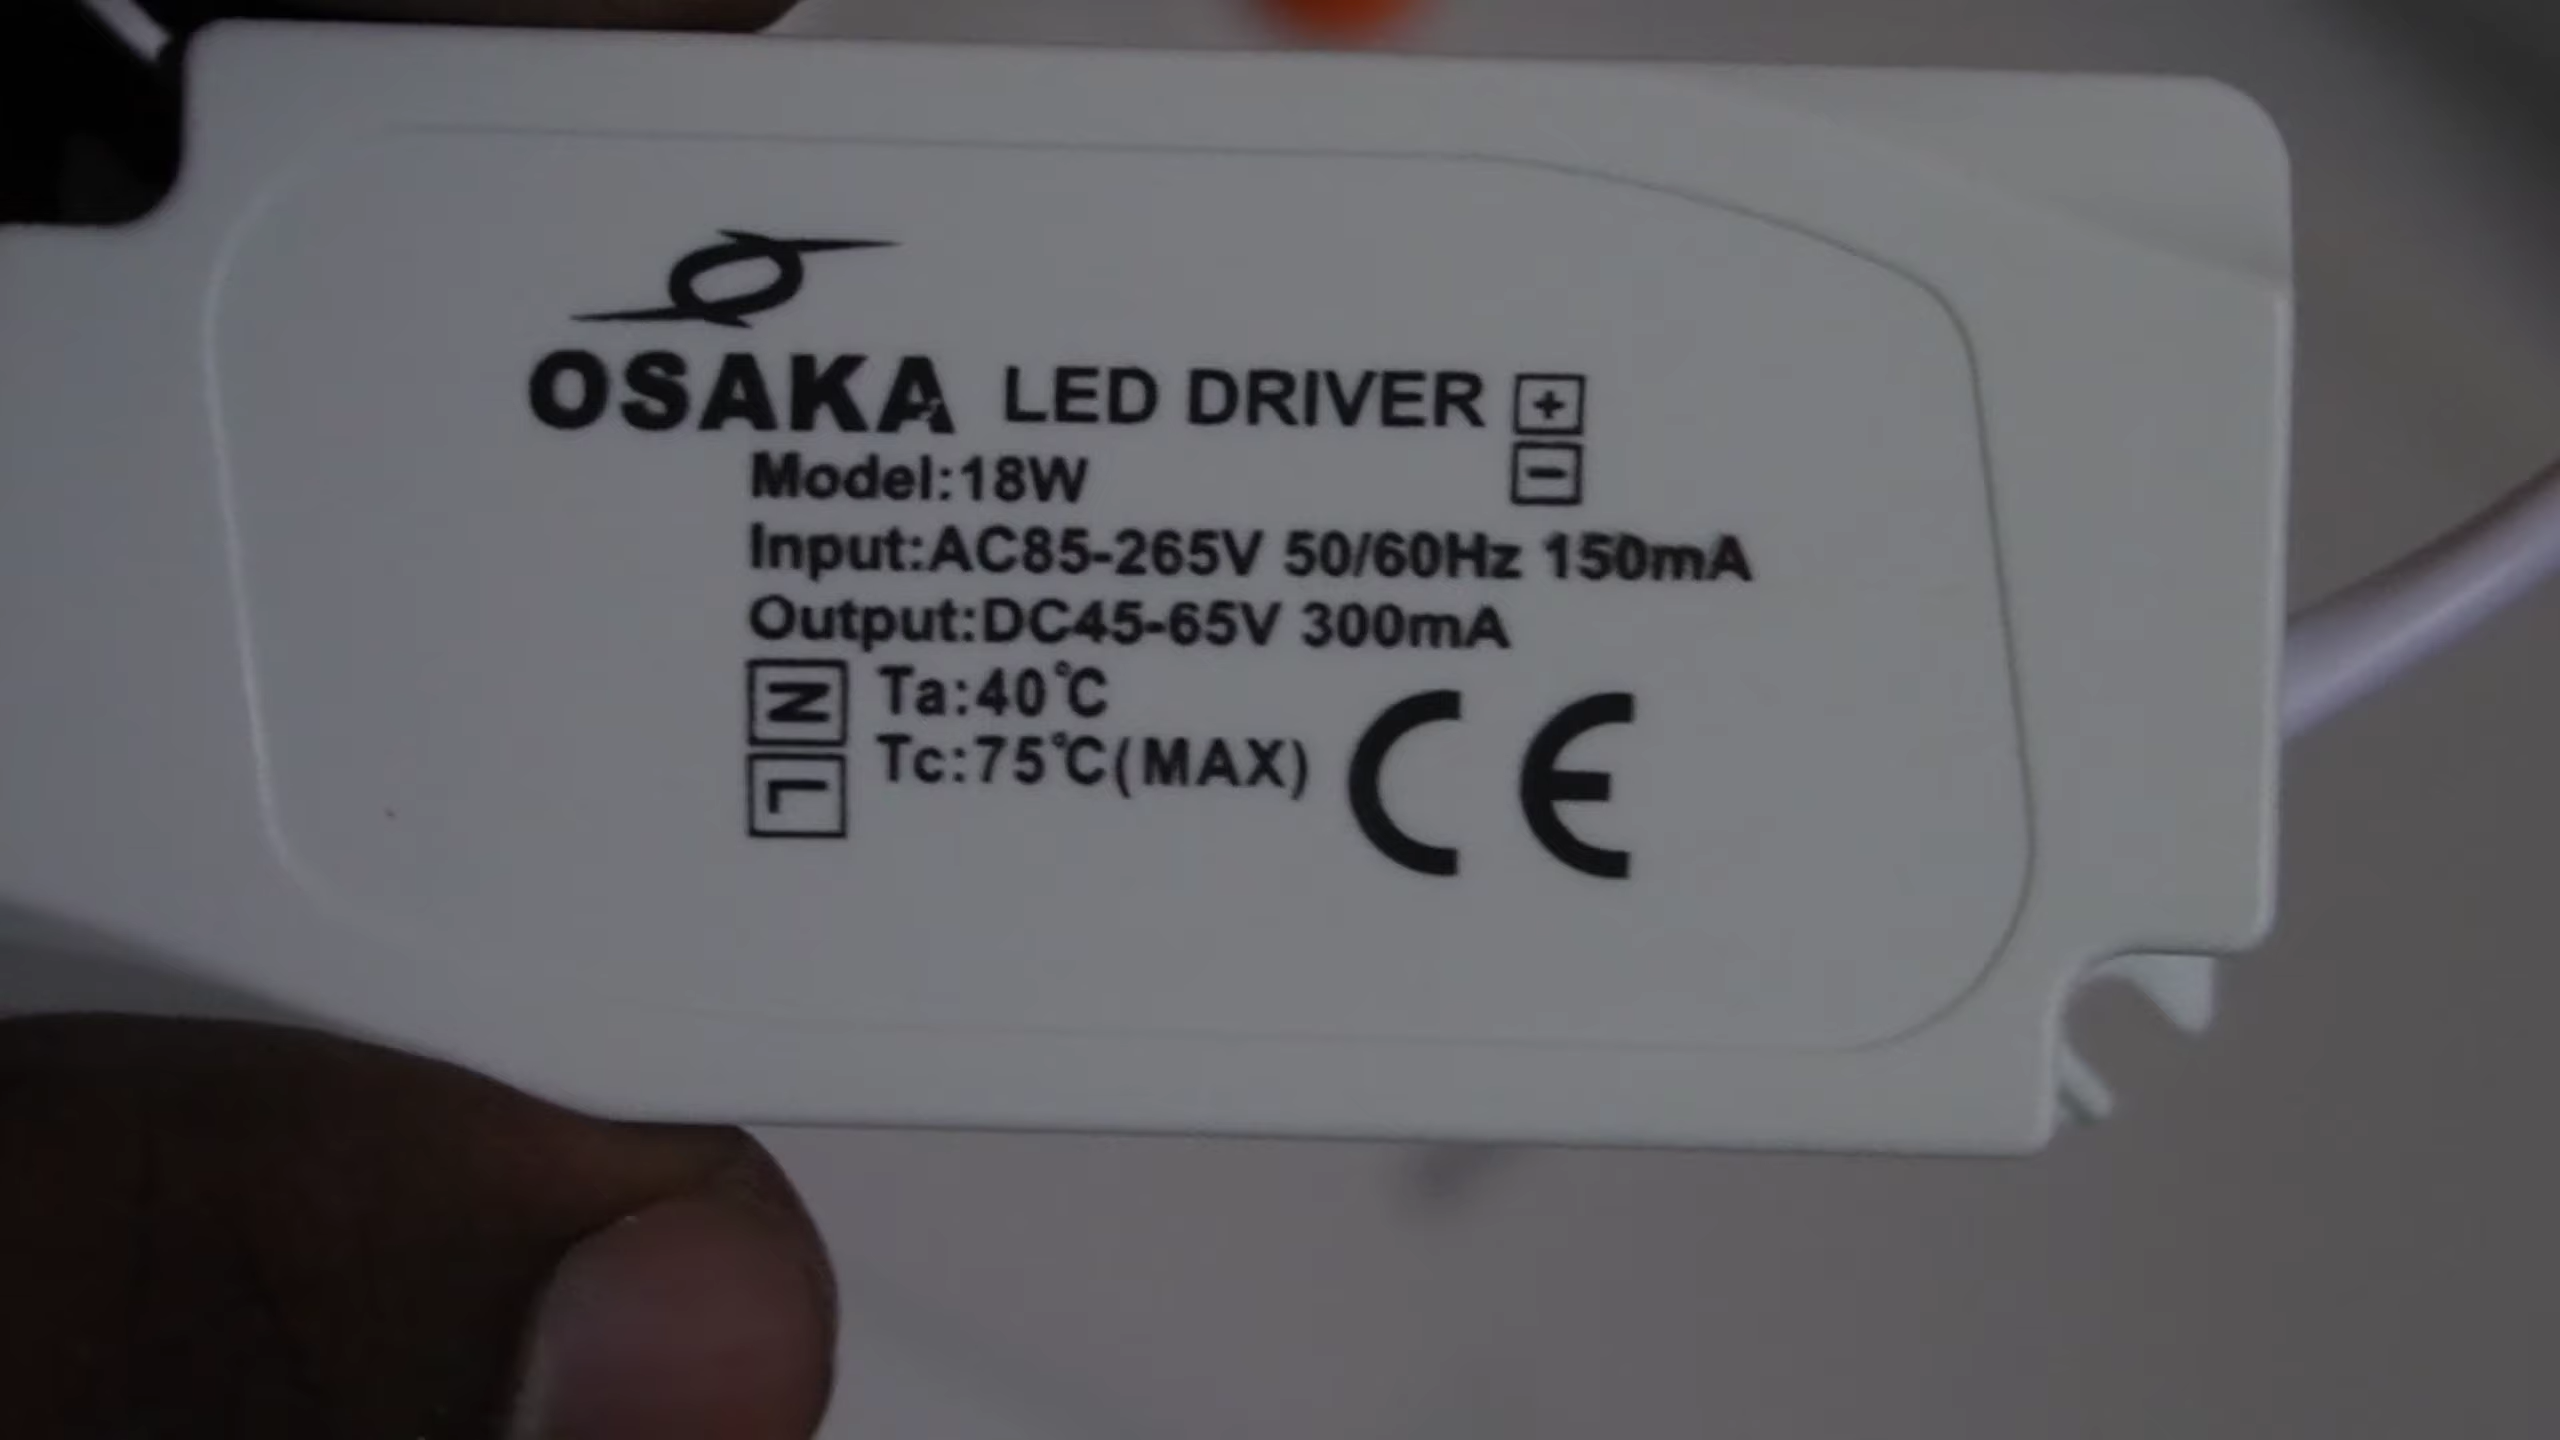 OSAKA LED DRIVER +
-
Model:18W
Input:AC85-265V 50/60Hz 150mA
Output:DC45-65V 300mA
N Ta:40℃
L Tc:75℃(MAX) CE